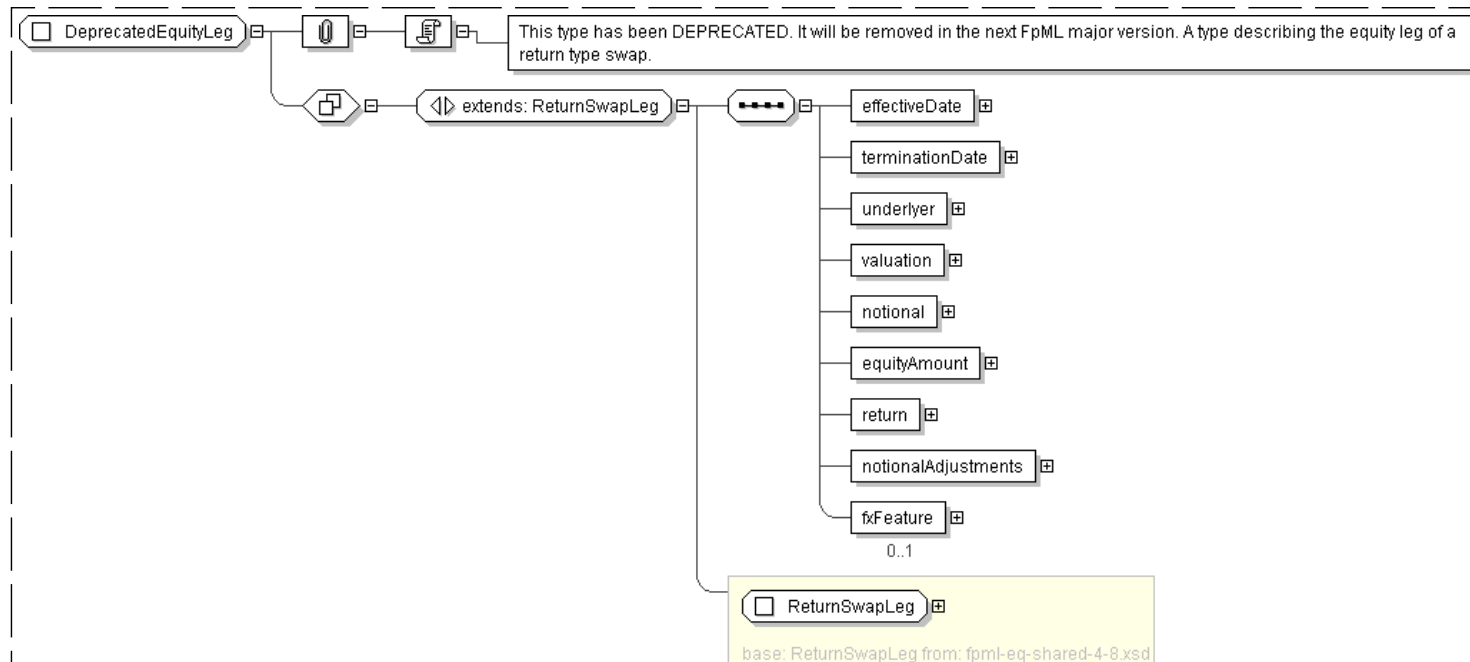 DeprecatedEquityLeg
This type has been DEPRECATED. It will be removed in the next FpML major version. A type describing the equity leg of a
return type swap.
extends: ReturnSwapLeg
effectiveDate
terminationDate
underlyer
valuation
notional
equityAmount
return
notionalAdjustments
fxFeature
0..1
ReturnSwapLeg
base: ReturnSwapLeg from: fpml-eq-shared-4-8.xsd